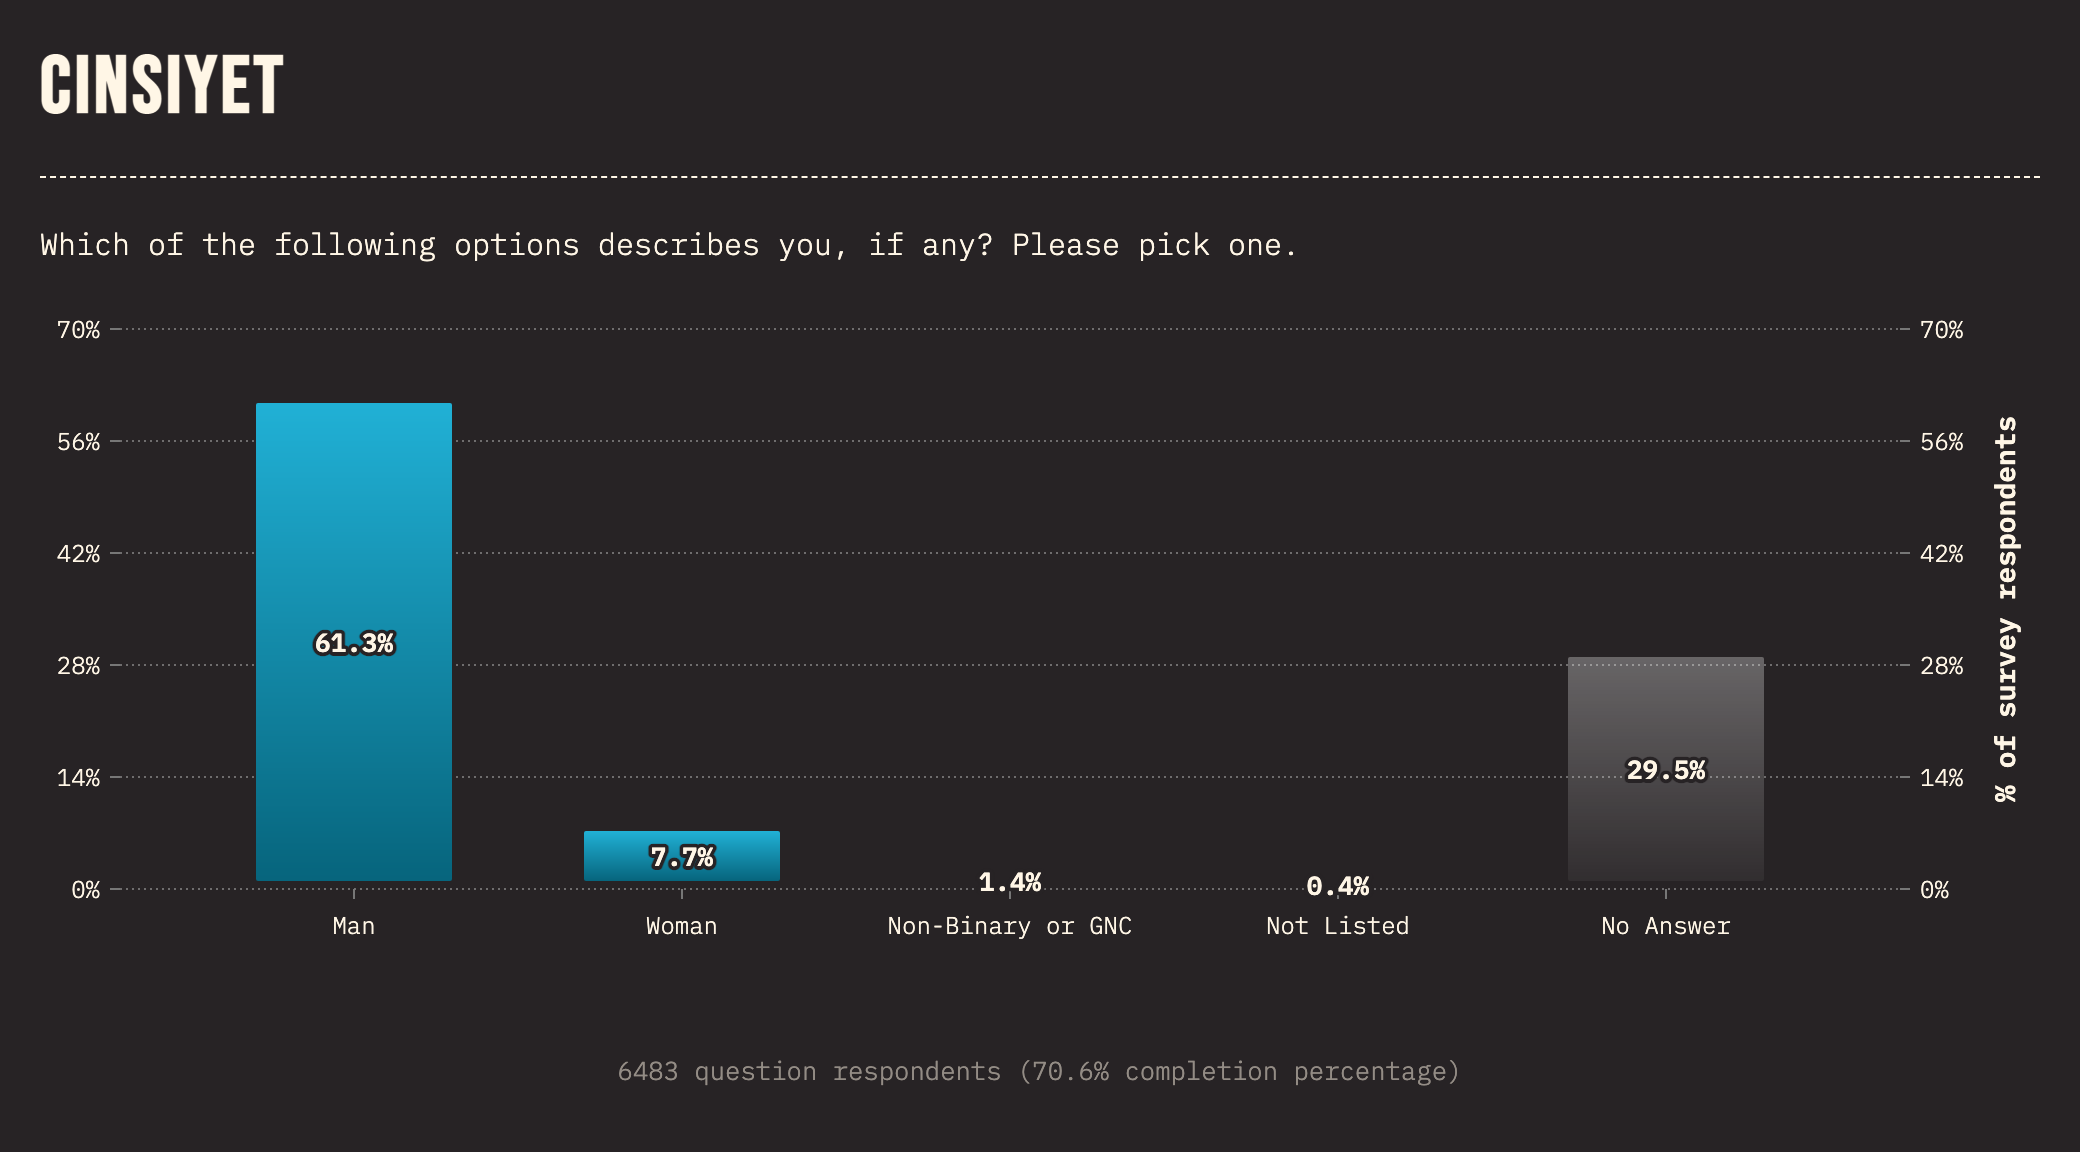 CINSIYET
Which of the following options describes you, if any? Please pick one.
70% 70%
56% 56%
42% 42%
28% 28%
14% 14%
0% 0%
61.3%
7.7%
1.4%
0.4%
29.5%
Man Woman Non-Binary or GNC Not Listed No Answer
% of survey respondents
6483 question respondents (70.6% completion percentage)